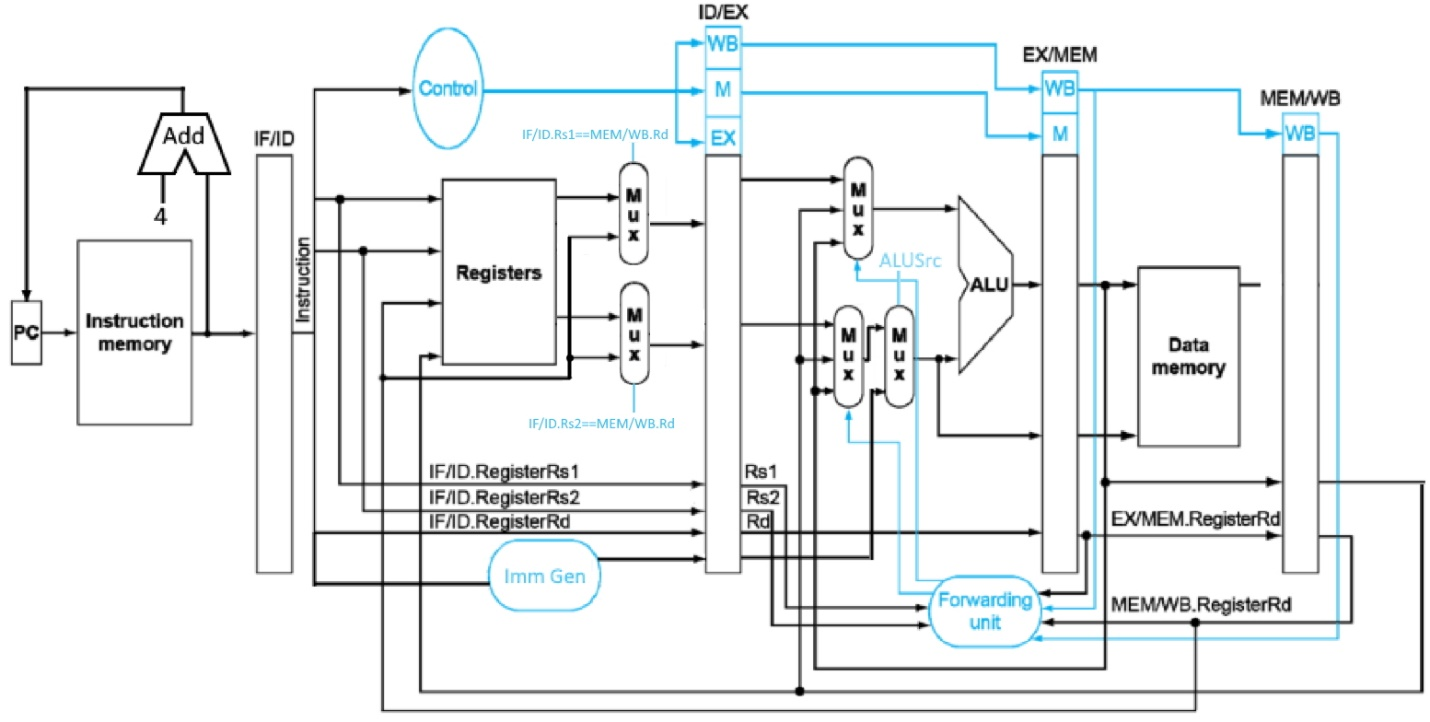 ID/EX
WB
EX/MEM
Control
M
WB
MEM/WB
Add
IF/ID
IF/ID.Rs1==MEM/WB.Rd
EX
M
WB
4
Mux
Mux
Instruction
Registers
ALUSrc
PC
Instruction
memory
Mux
Mux
Mux
ALU
Data
memory
IF/ID.Rs2==MEM/WB.Rd
IF/ID.RegisterRs1
Rs1
IF/ID.RegisterRs2
Rs2
IF/ID.RegisterRd
Rd
EX/MEM.RegisterRd
Imm Gen
Forwarding
unit
MEM/WB.RegisterRd